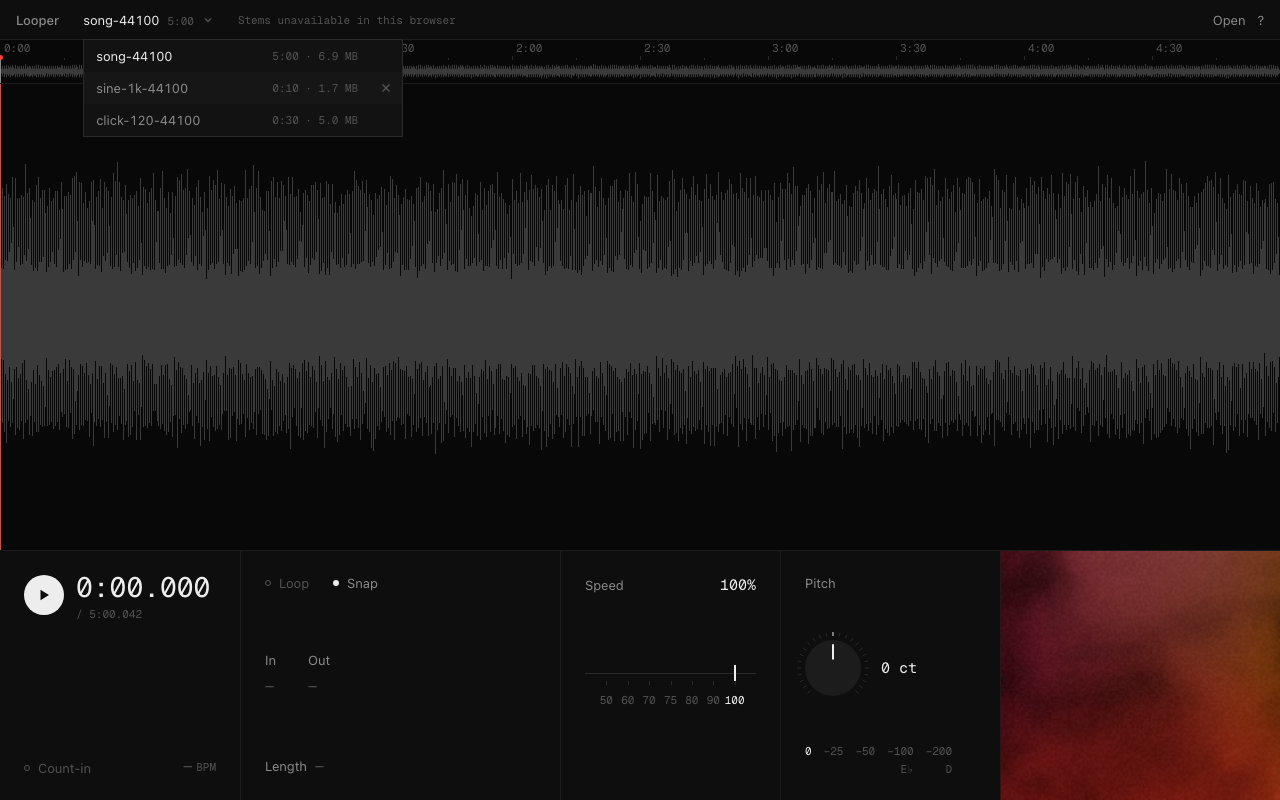 Looper song-44100 5:00 Stems unavailable in this browser Open ?
0:00 30 2:00 2:30 3:00 3:30 4:00 4:30
song-44100 5:00 · 6.9 MB
sine-1k-44100 0:10 · 1.7 MB ×
click-120-44100 0:30 · 5.0 MB
0:00.000
/ 5:00.042
Count-in — BPM
Loop Snap
In Out
— —
Length —
Speed 100%
50 60 70 75 80 90 100
Pitch
0 ct
0 −25 −50 −100 −200
E♭ D